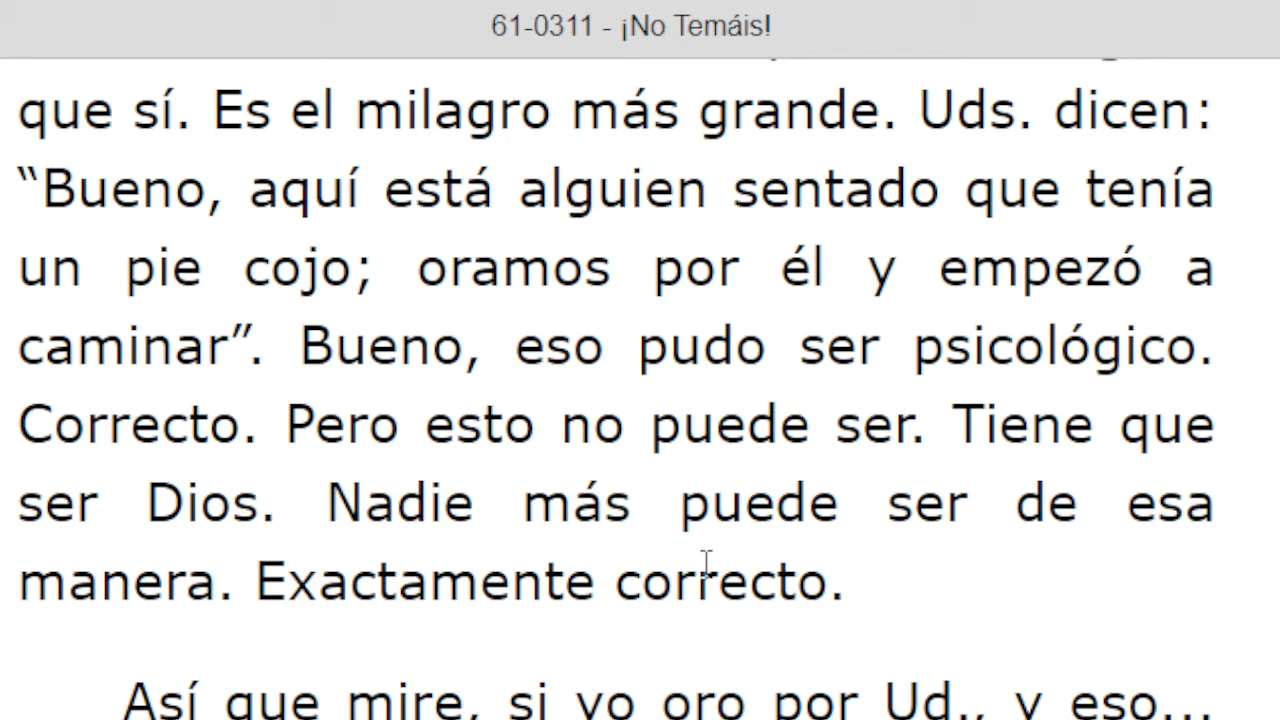 61-0311 - ¡No Temáis!
que sí. Es el milagro más grande. Uds. dicen:
“Bueno, aquí está alguien sentado que tenía
un pie cojo; oramos por él y empezó a
caminar”. Bueno, eso pudo ser psicológico.
Correcto. Pero esto no puede ser. Tiene que
ser Dios. Nadie más puede ser de esa
manera. Exactamente correcto.
Así que mire, si yo oro por Ud., y eso...